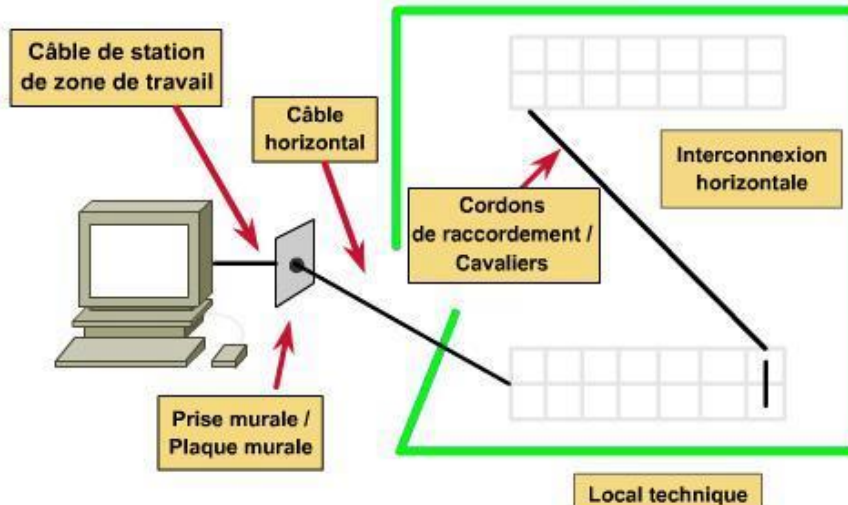 Câble de station
de zone de travail
Câble
horizontal
Interconnexion
horizontale
Cordons
de raccordement /
Cavaliers
Prise murale /
Plaque murale
Local technique